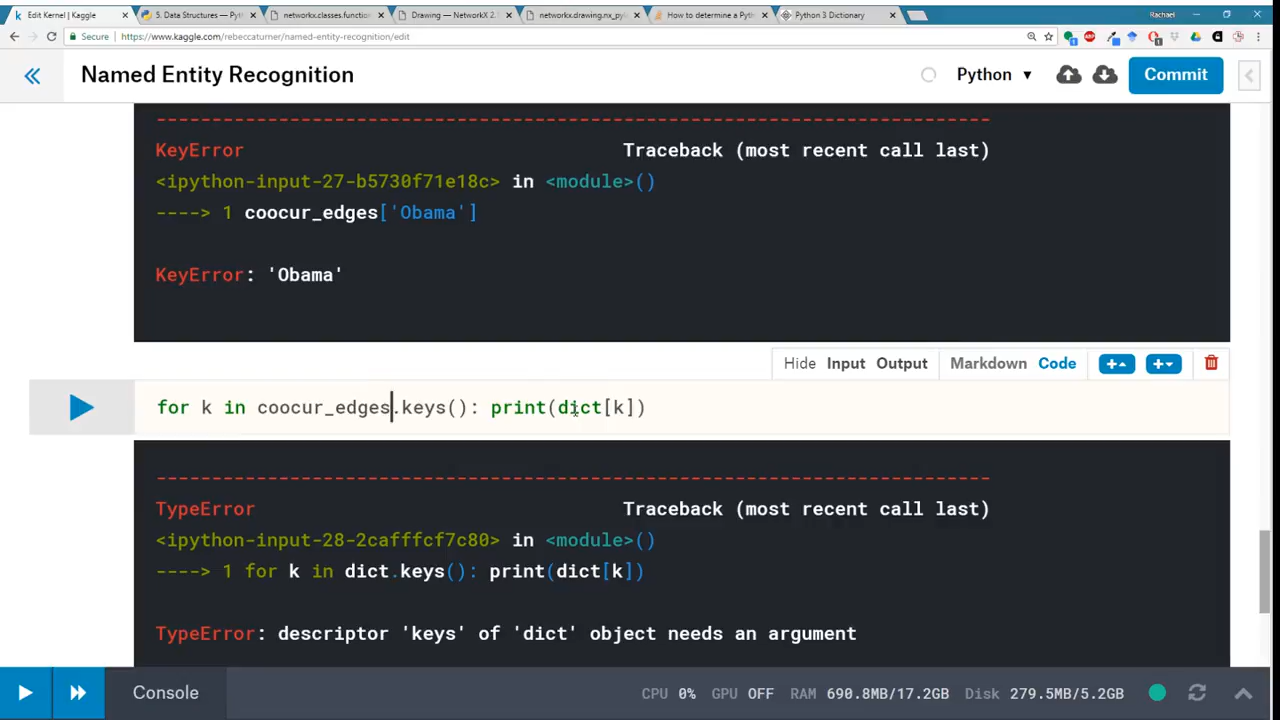 Edit Kernel | Kaggle
5. Data Structures — Pyth
networkx.classes.function
Drawing — NetworkX 2.
networkx.drawing.nx_pyl
How to determine a Pyth
Python 3 Dictionary
Rachael
Secure
https://www.kaggle.com/rebeccaturner/named-entity-recognition/edit
Named Entity Recognition
Python
Commit
KeyError Traceback (most recent call last)
<ipython-input-27-b5730f71e18c> in <module>()
----> 1 coocur_edges['Obama']
KeyError: 'Obama'
Hide Input Output Markdown Code
for k in coocur_edges.keys(): print(dict[k])
TypeError Traceback (most recent call last)
<ipython-input-28-2cafffcf7c80> in <module>()
----> 1 for k in dict.keys(): print(dict[k])
TypeError: descriptor 'keys' of 'dict' object needs an argument
Console
CPU 0% GPU OFF RAM 690.8MB/17.2GB Disk 279.5MB/5.2GB